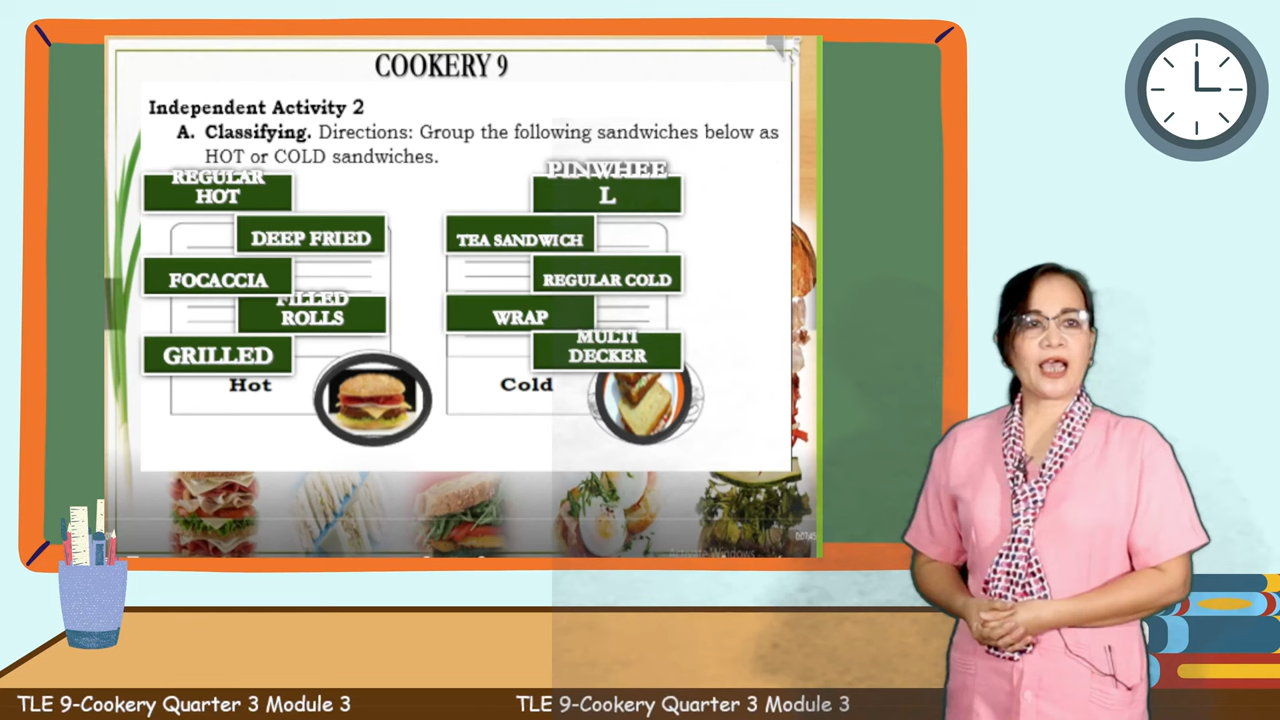 COOKERY 9
Independent Activity 2
A. Classifying. Directions: Group the following sandwiches below as
HOT or COLD sandwiches.
REGULAR
HOT
DEEP FRIED
FOCACCIA
FILLED
ROLLS
GRILLED
Hot
PINWHEE
L
TEA SANDWICH
REGULAR COLD
WRAP
MULTI
DECKER
Cold
Activate Windows
TLE 9-Cookery Quarter 3 Module 3
TLE 9-Cookery Quarter 3 Module 3